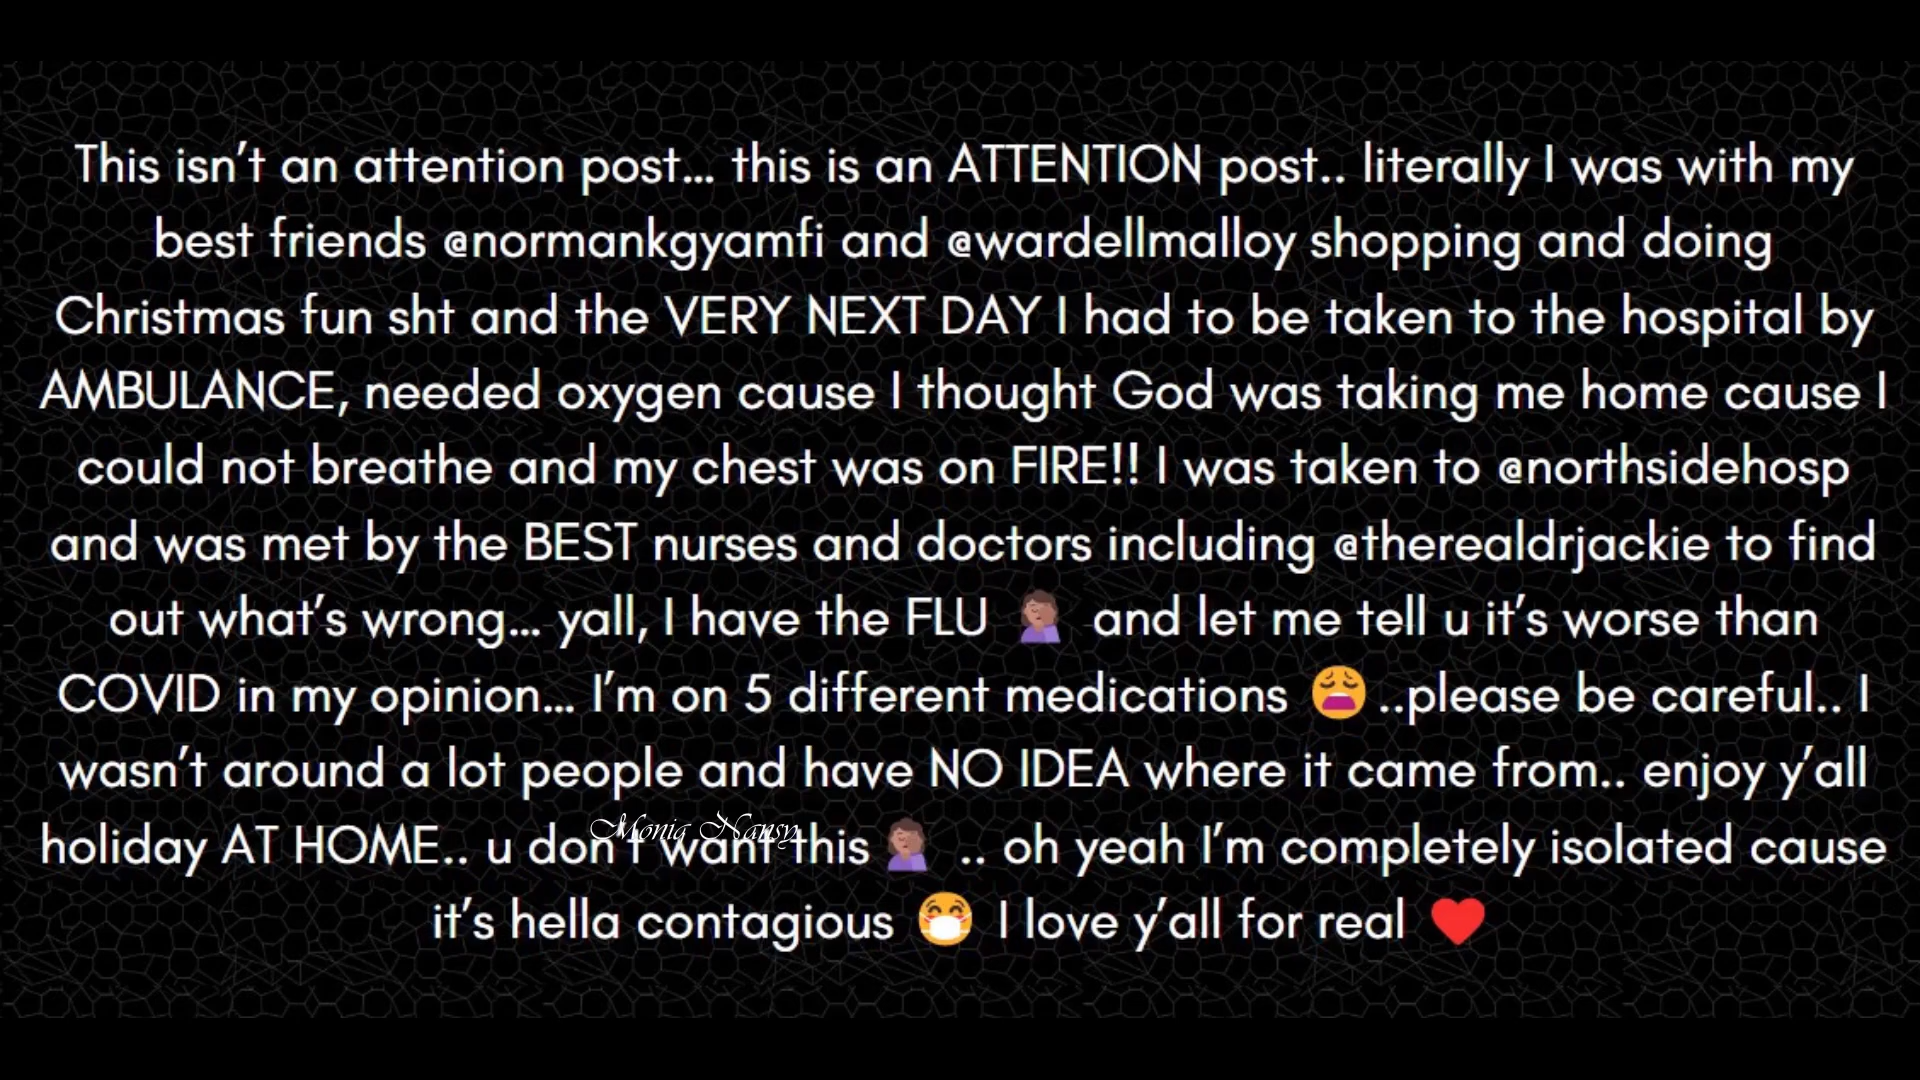 This isn’t an attention post... this is an ATTENTION post.. literally I was with my
best friends @normankgyamfi and @wardellmalloy shopping and doing
Christmas fun sht and the VERY NEXT DAY I had to be taken to the hospital by
AMBULANCE, needed oxygen cause I thought God was taking me home cause I
could not breathe and my chest was on FIRE!! I was taken to @northsidehosp
and was met by the BEST nurses and doctors including @therealdrjackie to find
out what’s wrong... yall, I have the FLU 🤦🏽‍♀️ and let me tell u it’s worse than
COVID in my opinion... I’m on 5 different medications 😩..please be careful.. I
wasn’t around a lot people and have NO IDEA where it came from.. enjoy y’all
holiday AT HOME.. u don’t want this 🤦🏽‍♀️ .. oh yeah I’m completely isolated cause
it’s hella contagious 😷 I love y’all for real ❤️
Moniq Nansy